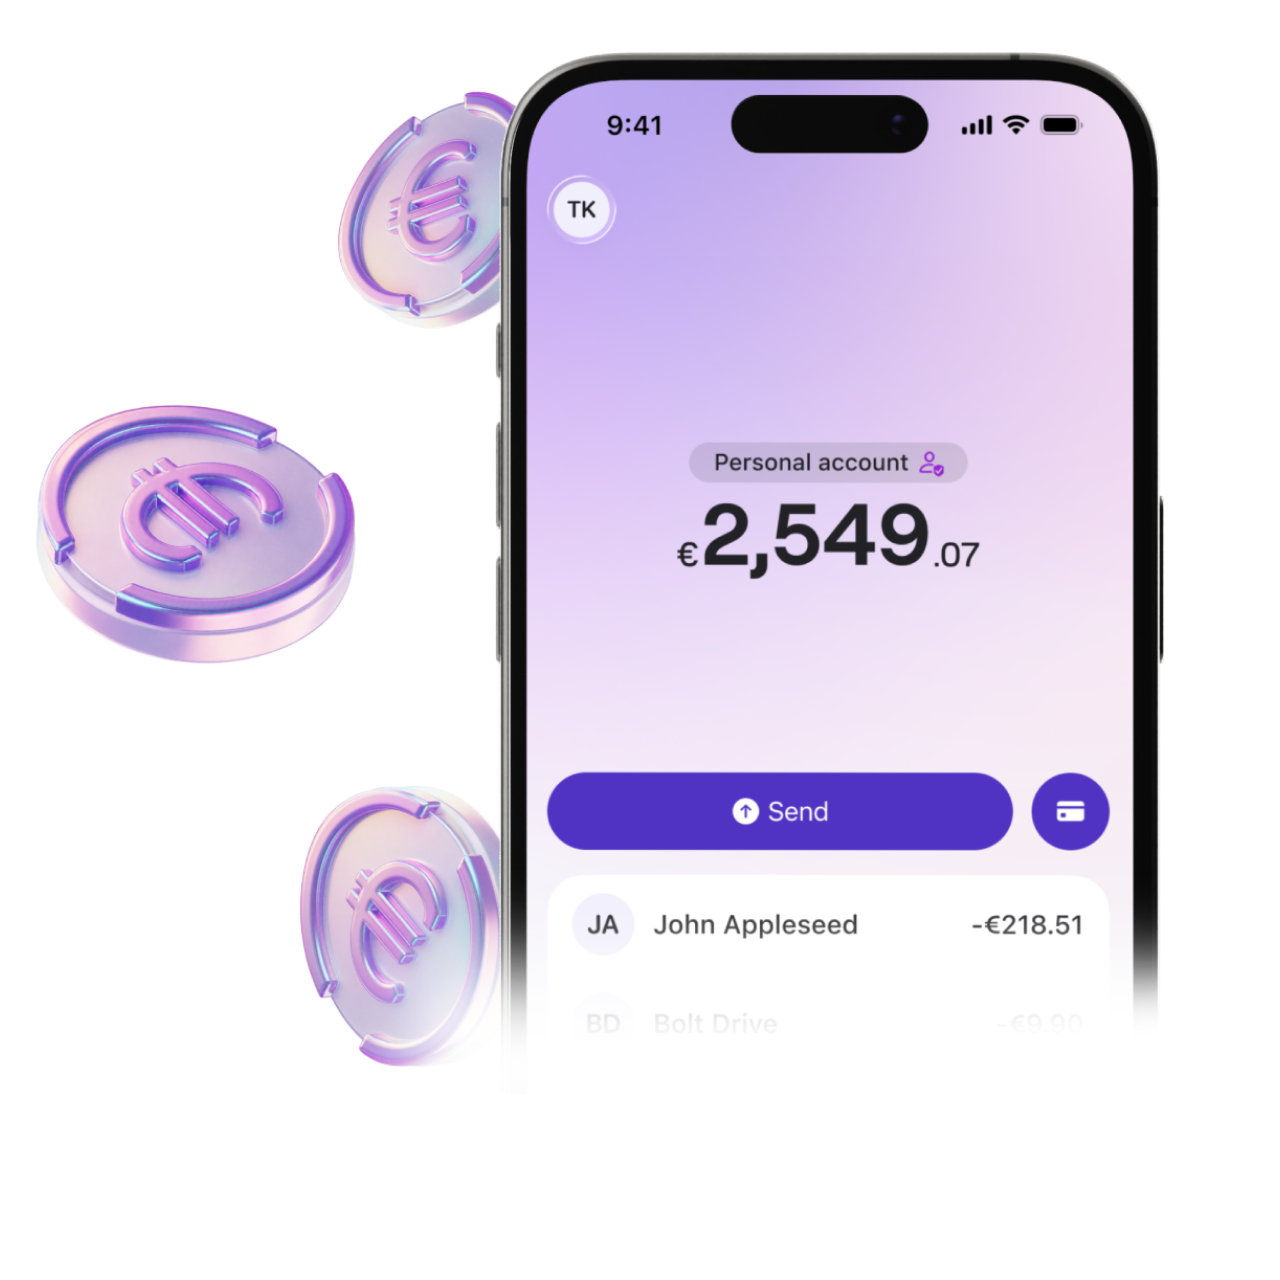 9:41
TK
Personal account
€2,549.07
Send
JA John Appleseed -€218.51
BD Bolt Drive -€9.90